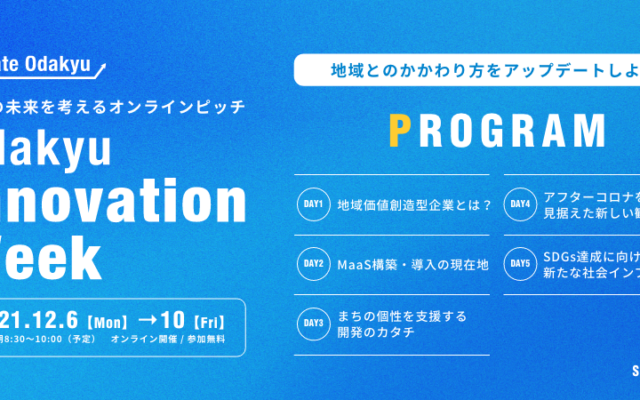 ate Odakyu
未来を考えるオンラインピッチ
dakyu
nnovation
Week
21.12.6【Mon】→10【Fri】
8:30〜10:00（予定） オンライン開催 / 参加無料
地域とのかかわり方をアップデートしよ
PROGRAM
DAY1 地域価値創造型企業とは？
DAY2 MaaS構築・導入の現在地
DAY3 まちの個性を支援する
開発のカタチ
DAY4 アフターコロナを
見据えた新しい
DAY5 SDGs達成に向け
新たな社会インフ
S